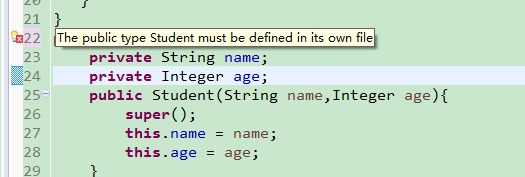 20
}
21 }
22 The public type Student must be defined in its own file
23 private String name;
24 private Integer age;
25 public Student(String name,Integer age){
26 super();
27 this.name = name;
28 this.age = age;
29 }